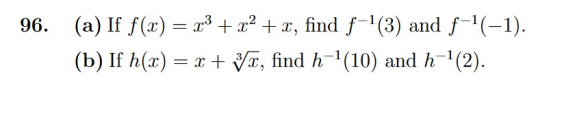 96. (a) If f(x) = x³ + x² + x, find f⁻¹(3) and f⁻¹(−1).
(b) If h(x) = x + ∛x, find h⁻¹(10) and h⁻¹(2).